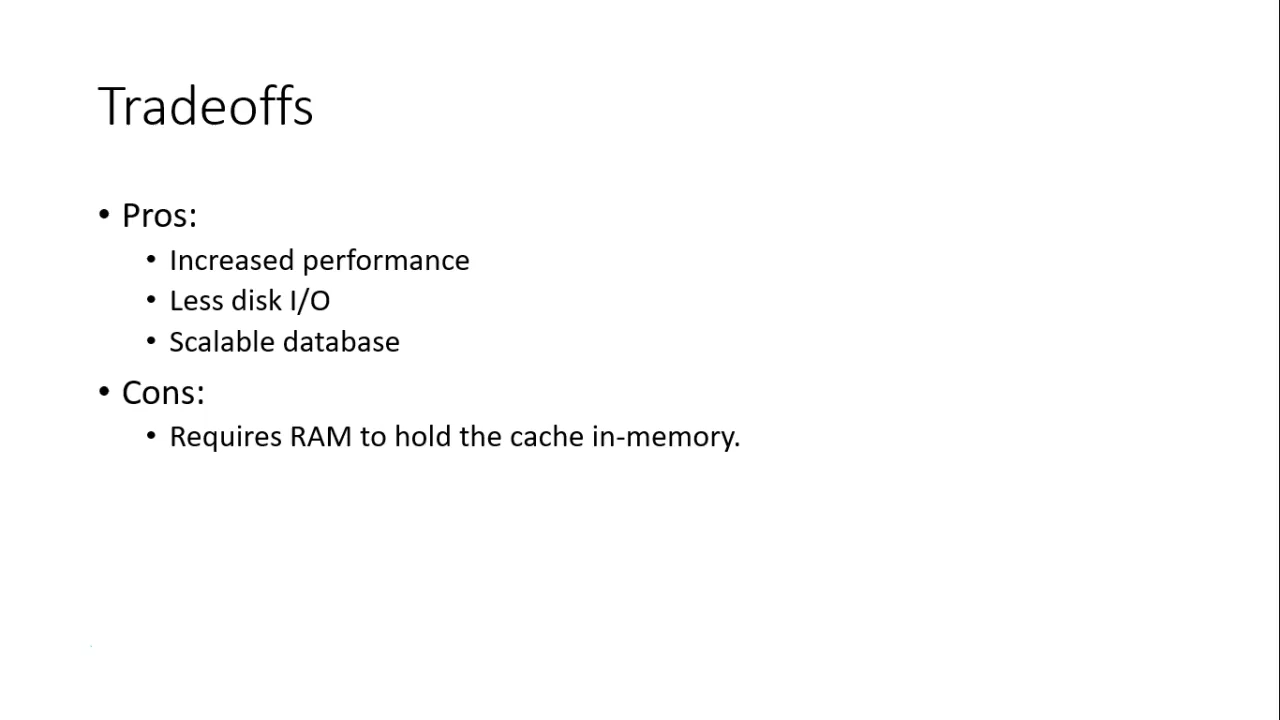 Tradeoffs
• Pros:
• Increased performance
• Less disk I/O
• Scalable database
• Cons:
• Requires RAM to hold the cache in-memory.